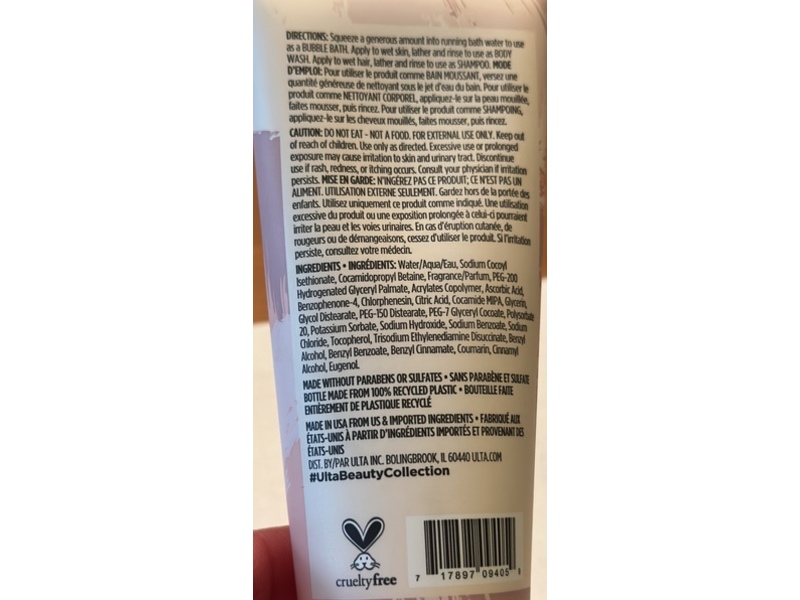 DIRECTIONS: Squeeze a generous amount into running bath water to use
as a BUBBLE BATH. Apply to wet skin, lather and rinse to use as BODY
WASH. Apply to wet hair, lather and rinse to use as SHAMPOO. MODE
D'EMPLOI: Pour utiliser le produit comme BAIN MOUSSANT, versez une
quantité généreuse de nettoyant sous le jet d'eau du bain. Pour utiliser le
produit comme NETTOYANT CORPOREL, appliquez-le sur la peau mouillée,
faites mousser, puis rincez. Pour utiliser le produit comme SHAMPOING,
appliquez-le sur les cheveux mouillés, faites mousser, puis rincez.
CAUTION: DO NOT EAT - NOT A FOOD. FOR EXTERNAL USE ONLY. Keep out
of reach of children. Use only as directed. Excessive use or prolonged
exposure may cause irritation to skin and urinary tract. Discontinue
use if rash, redness, or itching occurs. Consult your physician if irritation
persists. MISE EN GARDE: N'INGÉREZ PAS CE PRODUIT; CE N'EST PAS UN
ALIMENT. UTILISATION EXTERNE SEULEMENT. Gardez hors de la portée des
enfants. Utilisez uniquement ce produit comme indiqué. Une utilisation
excessive du produit ou une exposition prolongée à celui-ci pourraient
irriter la peau et les voies urinaires. En cas d'éruption cutanée, de
rougeurs ou de démangeaisons, cessez d'utiliser le produit. Si l'irritation
persiste, consultez votre médecin.
INGREDIENTS • INGRÉDIENTS: Water/Aqua/Eau, Sodium Cocoyl
Isethionate, Cocamidopropyl Betaine, Fragrance/Parfum, PEG-200
Hydrogenated Glyceryl Palmate, Acrylates Copolymer, Ascorbic Acid,
Benzophenone-4, Chlorphenesin, Citric Acid, Cocamide MIPA, Glycerin,
Glycol Distearate, PEG-150 Distearate, PEG-7 Glyceryl Cocoate, Polysorbate
20, Potassium Sorbate, Sodium Hydroxide, Sodium Benzoate, Sodium
Chloride, Tocopherol, Trisodium Ethylenediamine Disuccinate, Benzyl
Alcohol, Benzyl Benzoate, Benzyl Cinnamate, Coumarin, Cinnamyl
Alcohol, Eugenol.
MADE WITHOUT PARABENS OR SULFATES • SANS PARABÈNE ET SULFATE
BOTTLE MADE FROM 100% RECYCLED PLASTIC • BOUTEILLE FAITE
ENTIÈREMENT DE PLASTIQUE RECYCLÉ
MADE IN USA FROM US & IMPORTED INGREDIENTS • FABRIQUÉ AUX
ÉTATS-UNIS À PARTIR D'INGRÉDIENTS IMPORTÉS ET PROVENANT DES
ÉTATS-UNIS
DIST. BY/PAR ULTA INC. BOLINGBROOK, IL 60440 ULTA.COM
#UltaBeautyCollection
crueltyfree
7 17897 09405 9